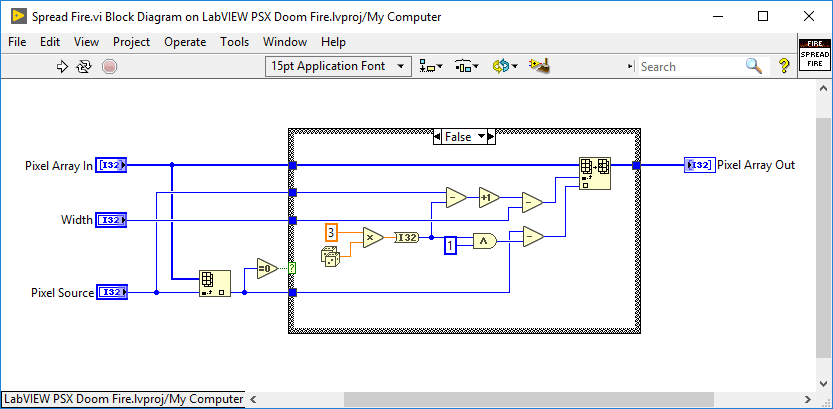 Spread Fire.vi Block Diagram on LabVIEW PSX Doom Fire.lvproj/My Computer
File Edit View Project Operate Tools Window Help
15pt Application Font
Search
?
FIRE
SPREAD
FIRE
False
Pixel Array In
I32
I32
Pixel Array Out
-
+1
-
Width
I32
3
x
I32
1
∧
-
=0
?
Pixel Source
I32
LabVIEW PSX Doom Fire.lvproj/My Computer